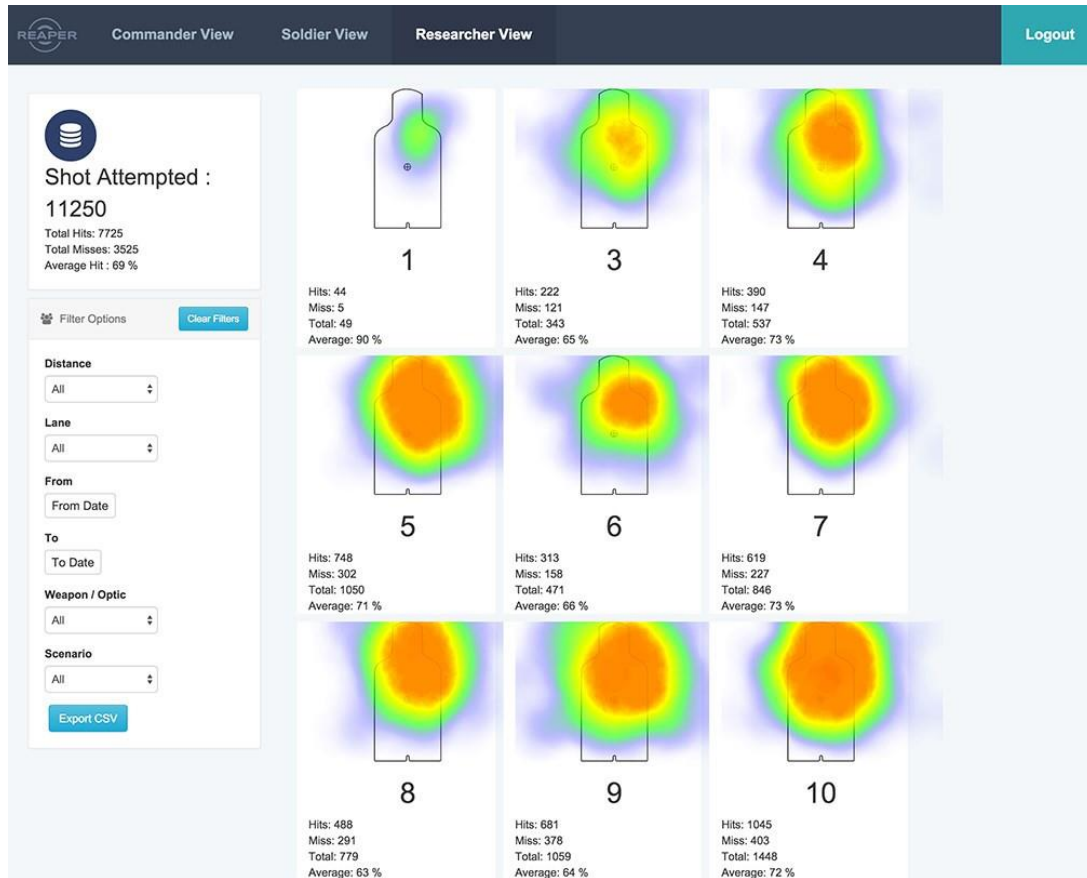 REAPER Commander View Soldier View Researcher View Logout
Shot Attempted :
11250
Total Hits: 7725
Total Misses: 3525
Average Hit : 69 %
Filter Options Clear Filters
Distance
All
Lane
All
From
From Date
To
To Date
Weapon / Optic
All
Scenario
All
Export CSV
1
Hits: 44
Miss: 5
Total: 49
Average: 90 %
3
Hits: 222
Miss: 121
Total: 343
Average: 65 %
4
Hits: 390
Miss: 147
Total: 537
Average: 73 %
5
Hits: 748
Miss: 302
Total: 1050
Average: 71 %
6
Hits: 313
Miss: 158
Total: 471
Average: 66 %
7
Hits: 619
Miss: 227
Total: 846
Average: 73 %
8
Hits: 488
Miss: 291
Total: 779
Average: 63 %
9
Hits: 681
Miss: 378
Total: 1059
Average: 64 %
10
Hits: 1045
Miss: 403
Total: 1448
Average: 72 %